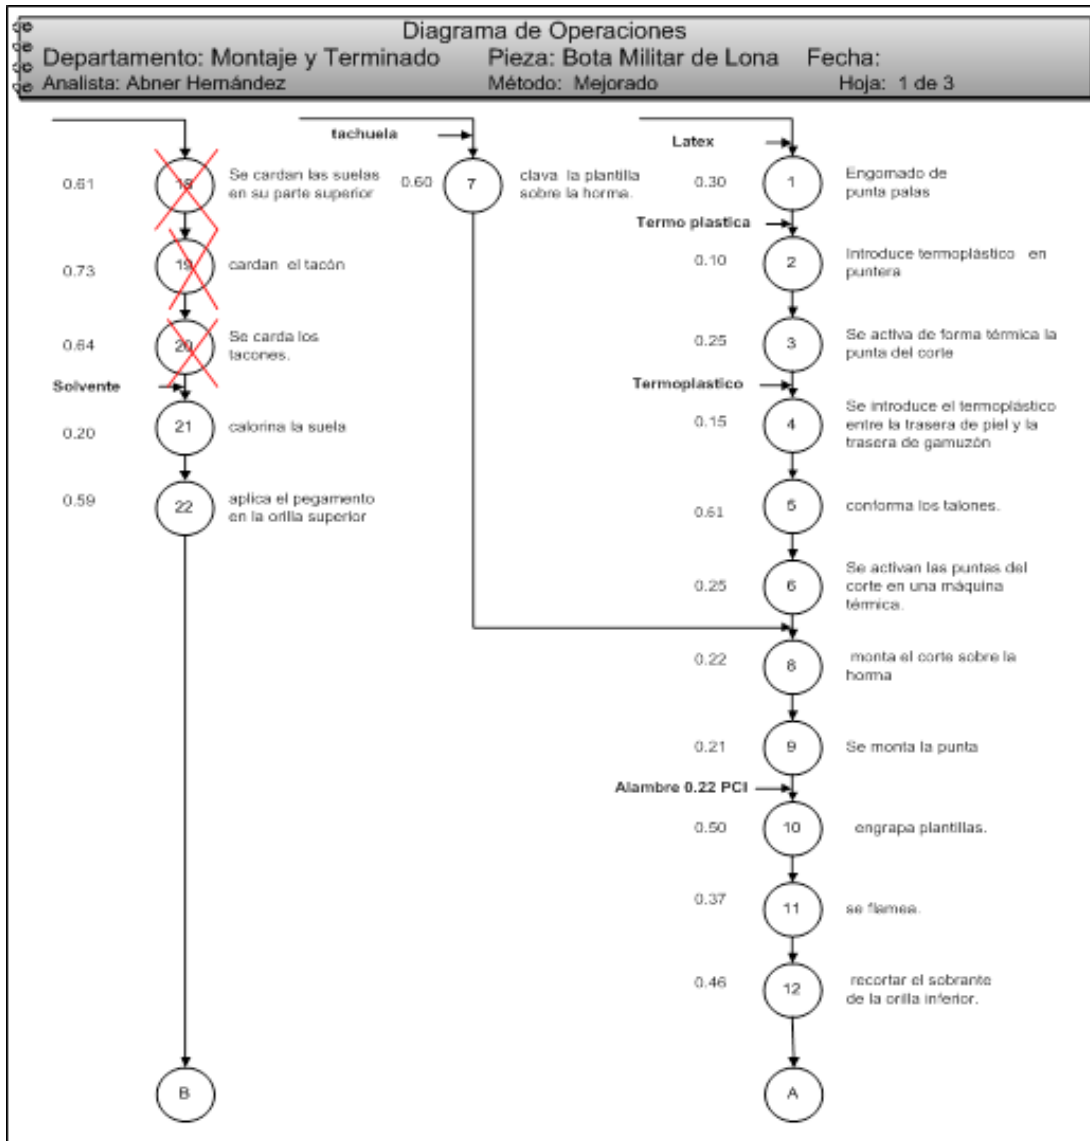 Diagrama de Operaciones
Departamento: Montaje y Terminado Pieza: Bota Militar de Lona Fecha:
Analista: Abner Hernández Método: Mejorado Hoja: 1 de 3
0.61
18
Se cardan las suelas
en su parte superior
0.73
19
cardan el tacón
0.64
20
Se carda los
tacones.
Solvente
0.20
21
calorina la suela
0.59
22
aplica el pegamento
en la orilla superior
B
tachuela
0.60
7
clava la plantilla
sobre la horma.
Latex
0.30
1
Engomado de
punta palas
Termo plastica
0.10
2
Introduce termoplástico en
puntera
0.25
3
Se activa de forma térmica la
punta del corte
Termoplastico
0.15
4
Se introduce el termoplástico
entre la trasera de piel y la
trasera de gamuzón
0.61
5
conforma los talones.
0.25
6
Se activan las puntas del
corte en una máquina
térmica.
0.22
8
monta el corte sobre la
horma
0.21
9
Se monta la punta
Alambre 0.22 PCI
0.50
10
engrapa plantillas.
0.37
11
se flamea.
0.46
12
recortar el sobrante
de la orilla inferior.
A